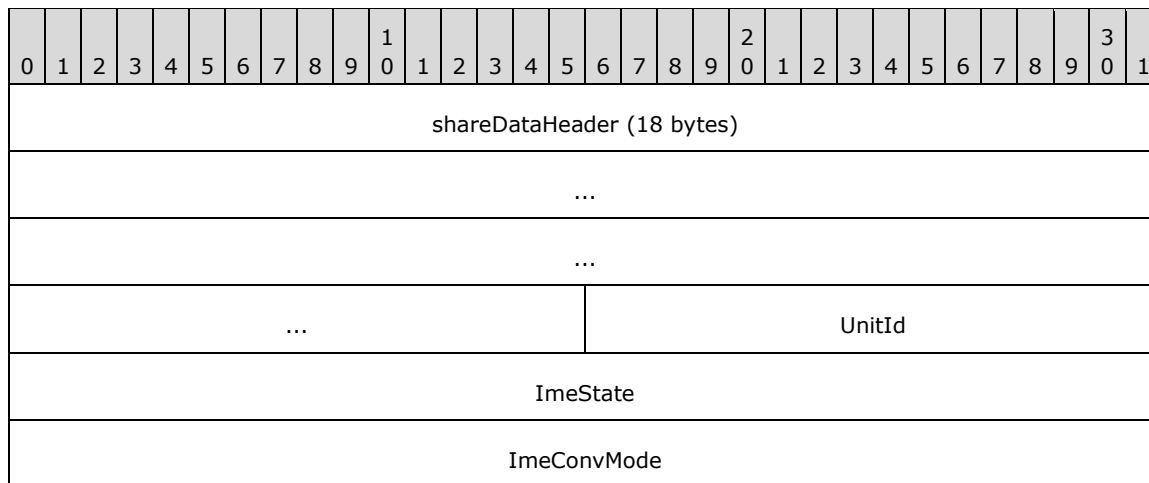 1 2 3
0 1 2 3 4 5 6 7 8 9 0 1 2 3 4 5 6 7 8 9 0 1 2 3 4 5 6 7 8 9 0 1
shareDataHeader (18 bytes)
...
...
... UnitId
ImeState
ImeConvMode